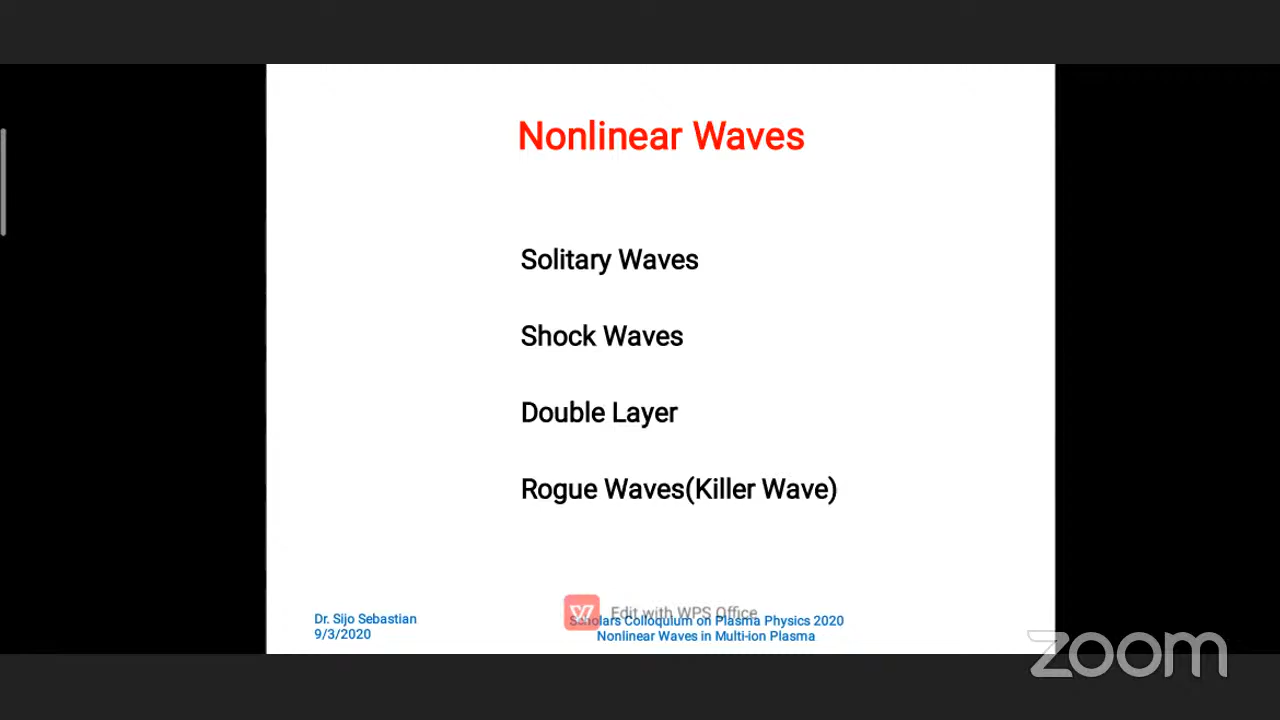 Nonlinear Waves
Solitary Waves
Shock Waves
Double Layer
Rogue Waves(Killer Wave)
Dr. Sijo Sebastian
9/3/2020
Edit with WPS Office
Scholars Colloquium on Plasma Physics 2020
Nonlinear Waves in Multi-ion Plasma
zoom